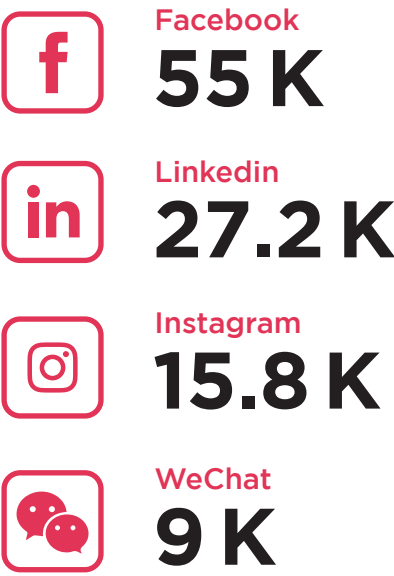 Facebook
55 K
Linkedin
27.2 K
Instagram
15.8 K
WeChat
9 K